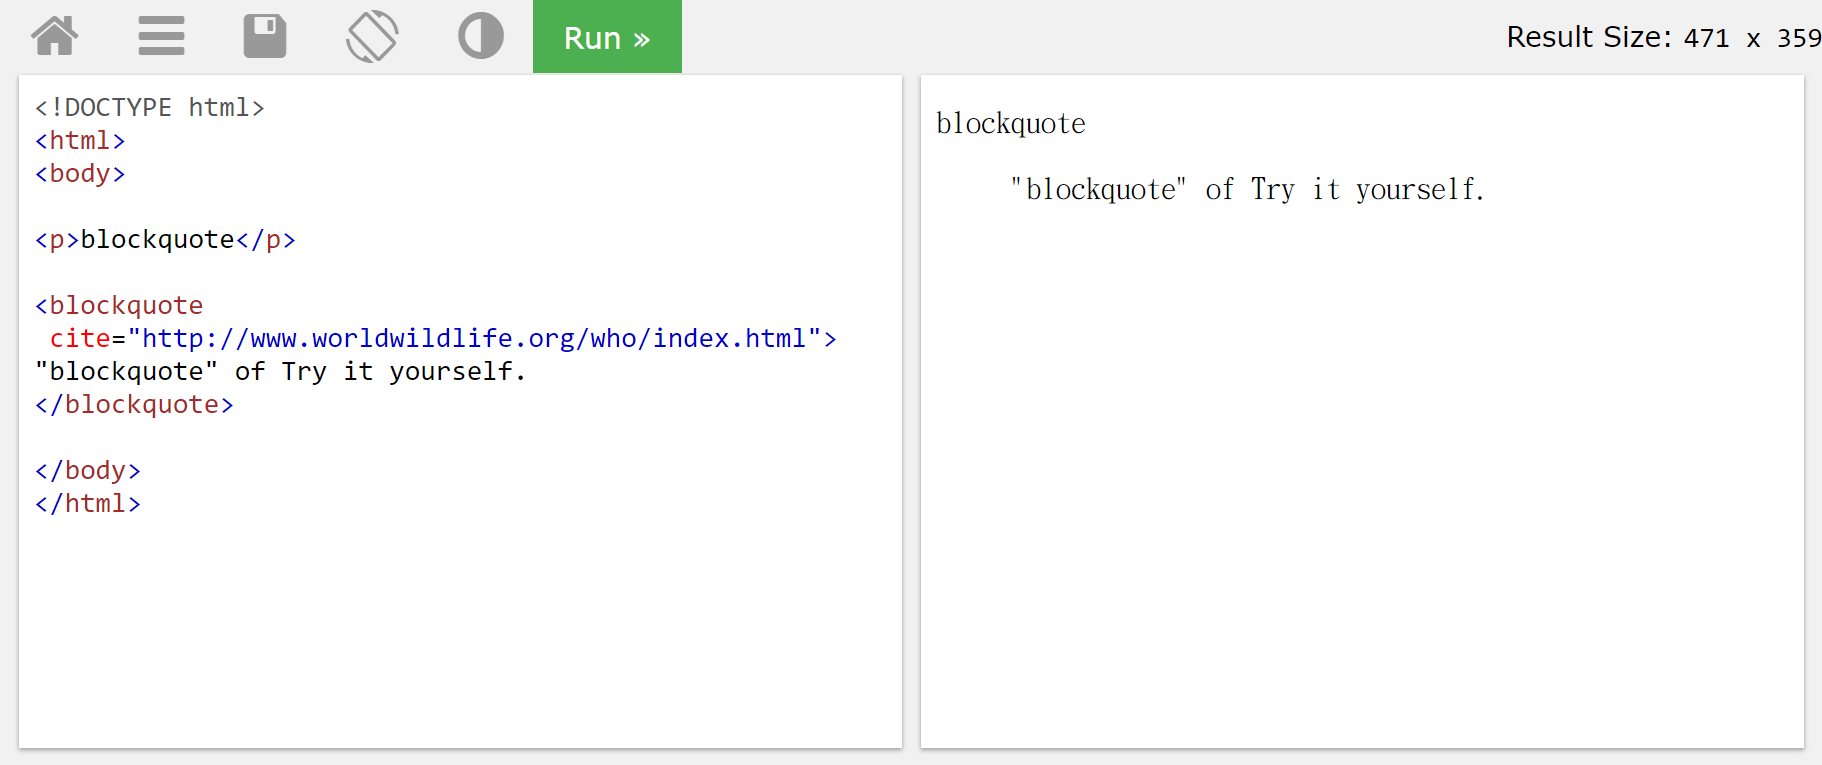 Run »
Result Size: 471 x 359
<!DOCTYPE html>
<html>
<body>
<p>blockquote</p>
<blockquote
cite="http://www.worldwildlife.org/who/index.html">
"blockquote" of Try it yourself.
</blockquote>
</body>
</html>
blockquote
"blockquote" of Try it yourself.